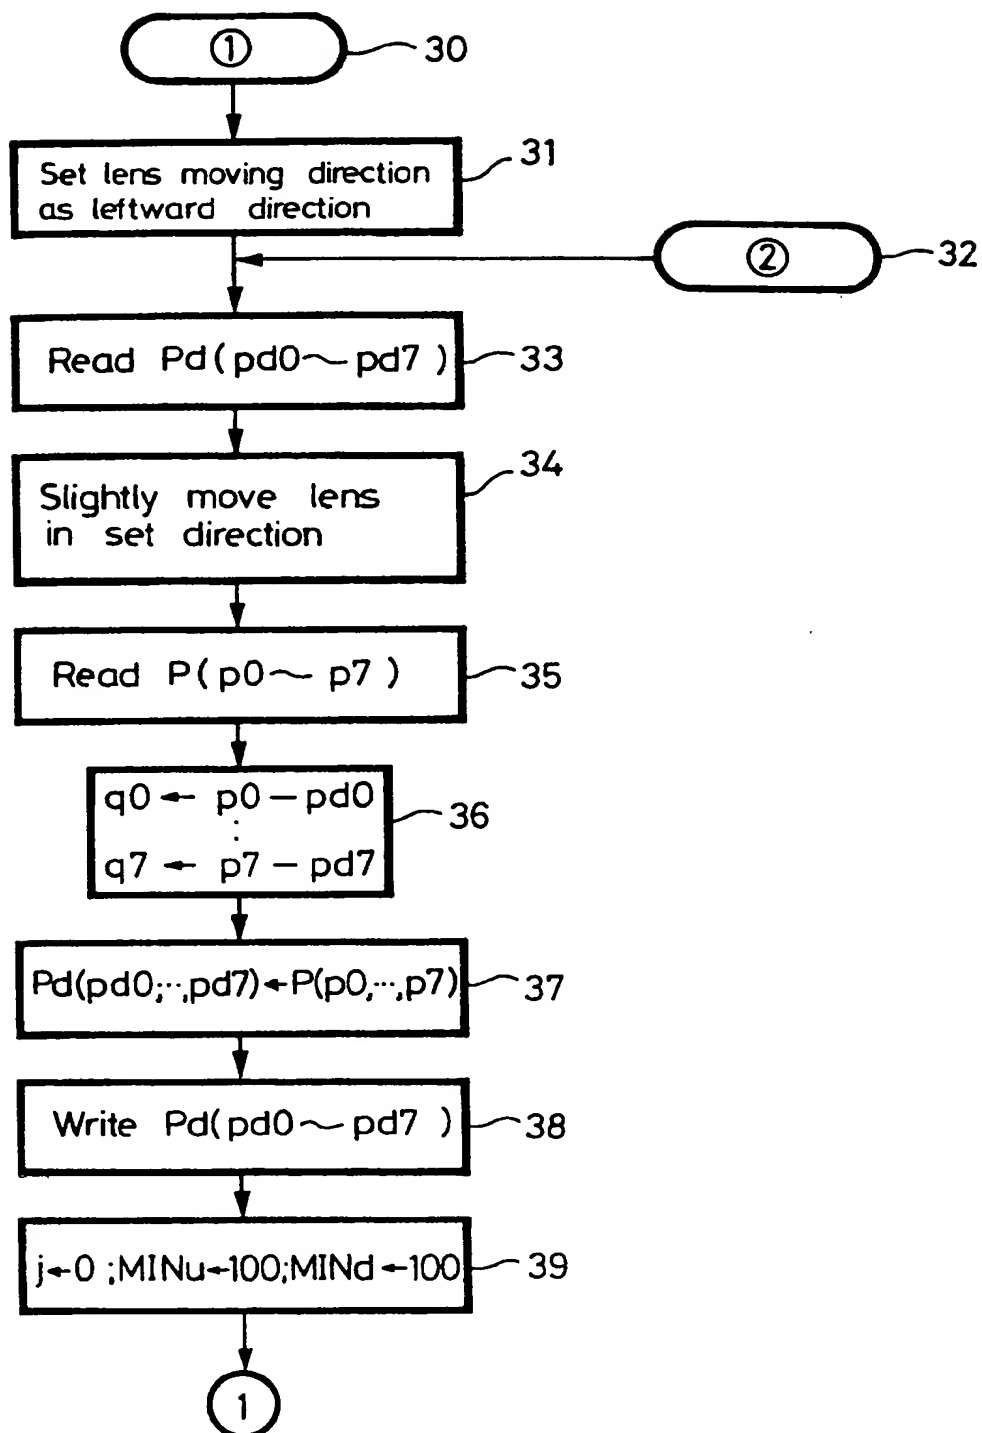 ① 30
Set lens moving direction
as leftward direction
31
② 32
Read Pd(pd0~pd7) 33
Slightly move lens
in set direction
34
Read P(p0~p7) 35
q0 ← p0 – pd0
⋮
q7 ← p7 – pd7
36
Pd(pd0;··,pd7)←P(p0,···,p7) 37
Write Pd(pd0~pd7) 38
j←0 ;MINu←100;MINd←100 39
1